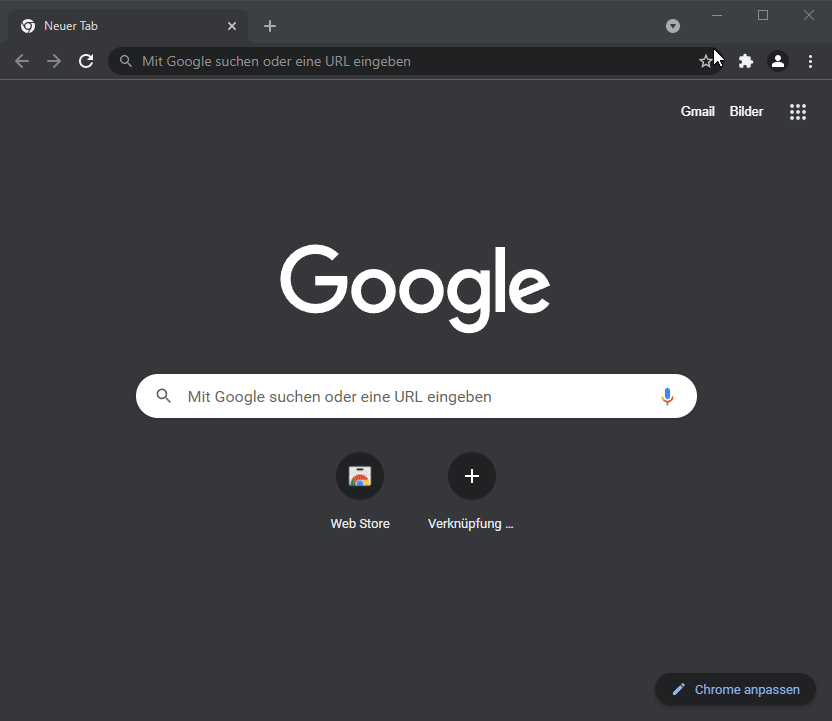 Neuer Tab
Mit Google suchen oder eine URL eingeben
Gmail Bilder
Google
Mit Google suchen oder eine URL eingeben
Web Store Verknüpfung ...
Chrome anpassen